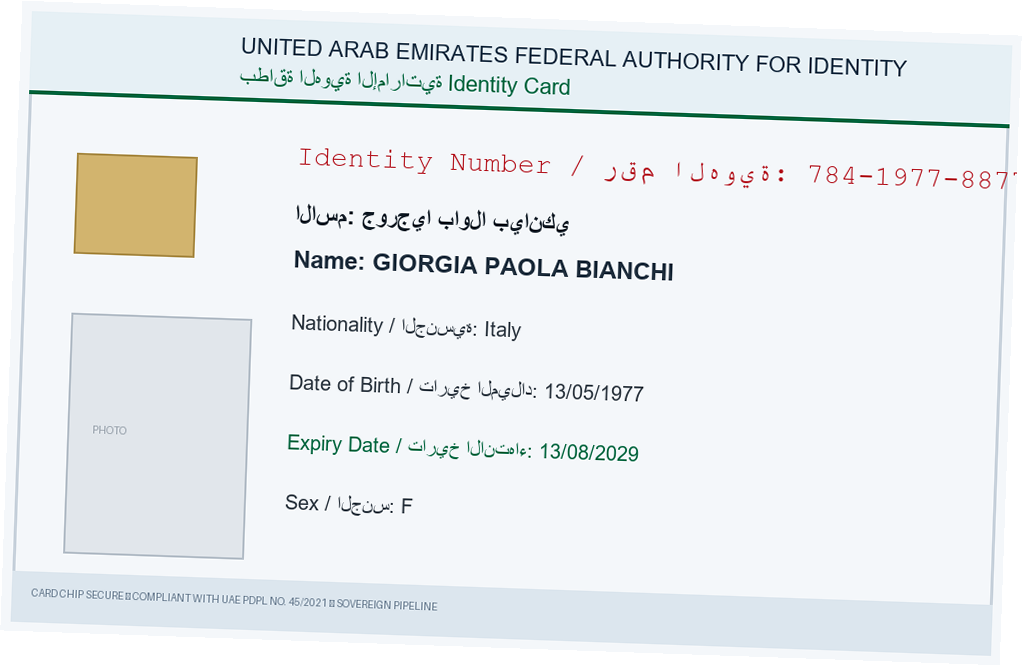 UNITED ARAB EMIRATES FEDERAL AUTHORITY FOR IDENTITY
بطاقة الهوية الإماراتية Identity Card
Identity Number / رقم الهوية: 784-1977-887
الاسم: جورجيا باولا بيانكي
Name: GIORGIA PAOLA BIANCHI
Nationality / الجنسية: Italy
Date of Birth / تاريخ الميلاد: 13/05/1977
Expiry Date / تاريخ الانتهاء: 13/08/2029
Sex / الجنس: F
PHOTO
CARD CHIP SECURE COMPLIANT WITH UAE PDPL NO. 45/2021 SOVEREIGN PIPELINE